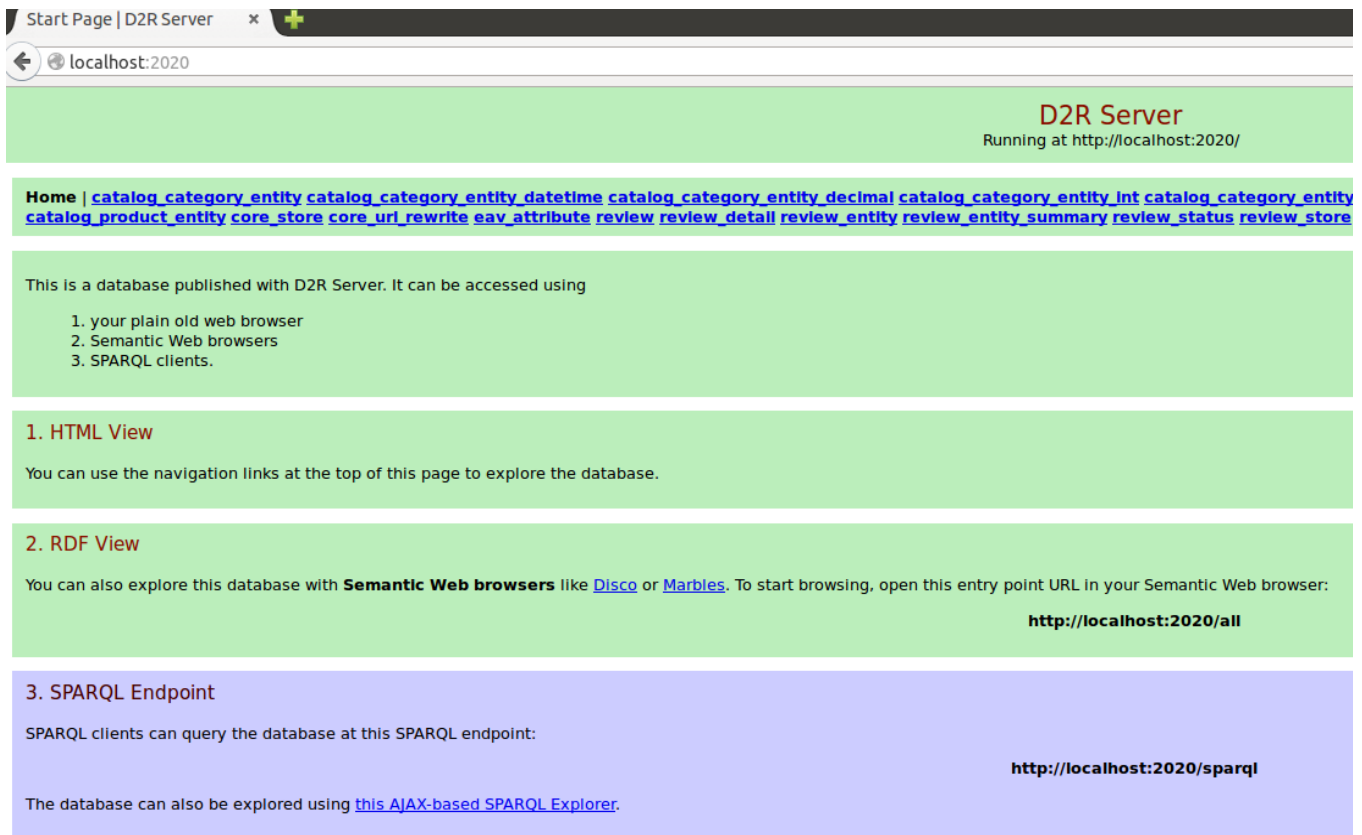 Start Page | D2R Server ×
localhost:2020
D2R Server
Running at http://localhost:2020/
Home | catalog_category_entity catalog_category_entity_datetime catalog_category_entity_decimal catalog_category_entity_int catalog_category_entity
catalog_product_entity core_store core_url_rewrite eav_attribute review review_detail review_entity review_entity_summary review_status review_store
This is a database published with D2R Server. It can be accessed using
1. your plain old web browser
2. Semantic Web browsers
3. SPARQL clients.
1. HTML View
You can use the navigation links at the top of this page to explore the database.
2. RDF View
You can also explore this database with Semantic Web browsers like Disco or Marbles. To start browsing, open this entry point URL in your Semantic Web browser:
http://localhost:2020/all
3. SPARQL Endpoint
SPARQL clients can query the database at this SPARQL endpoint:
http://localhost:2020/sparql
The database can also be explored using this AJAX-based SPARQL Explorer.